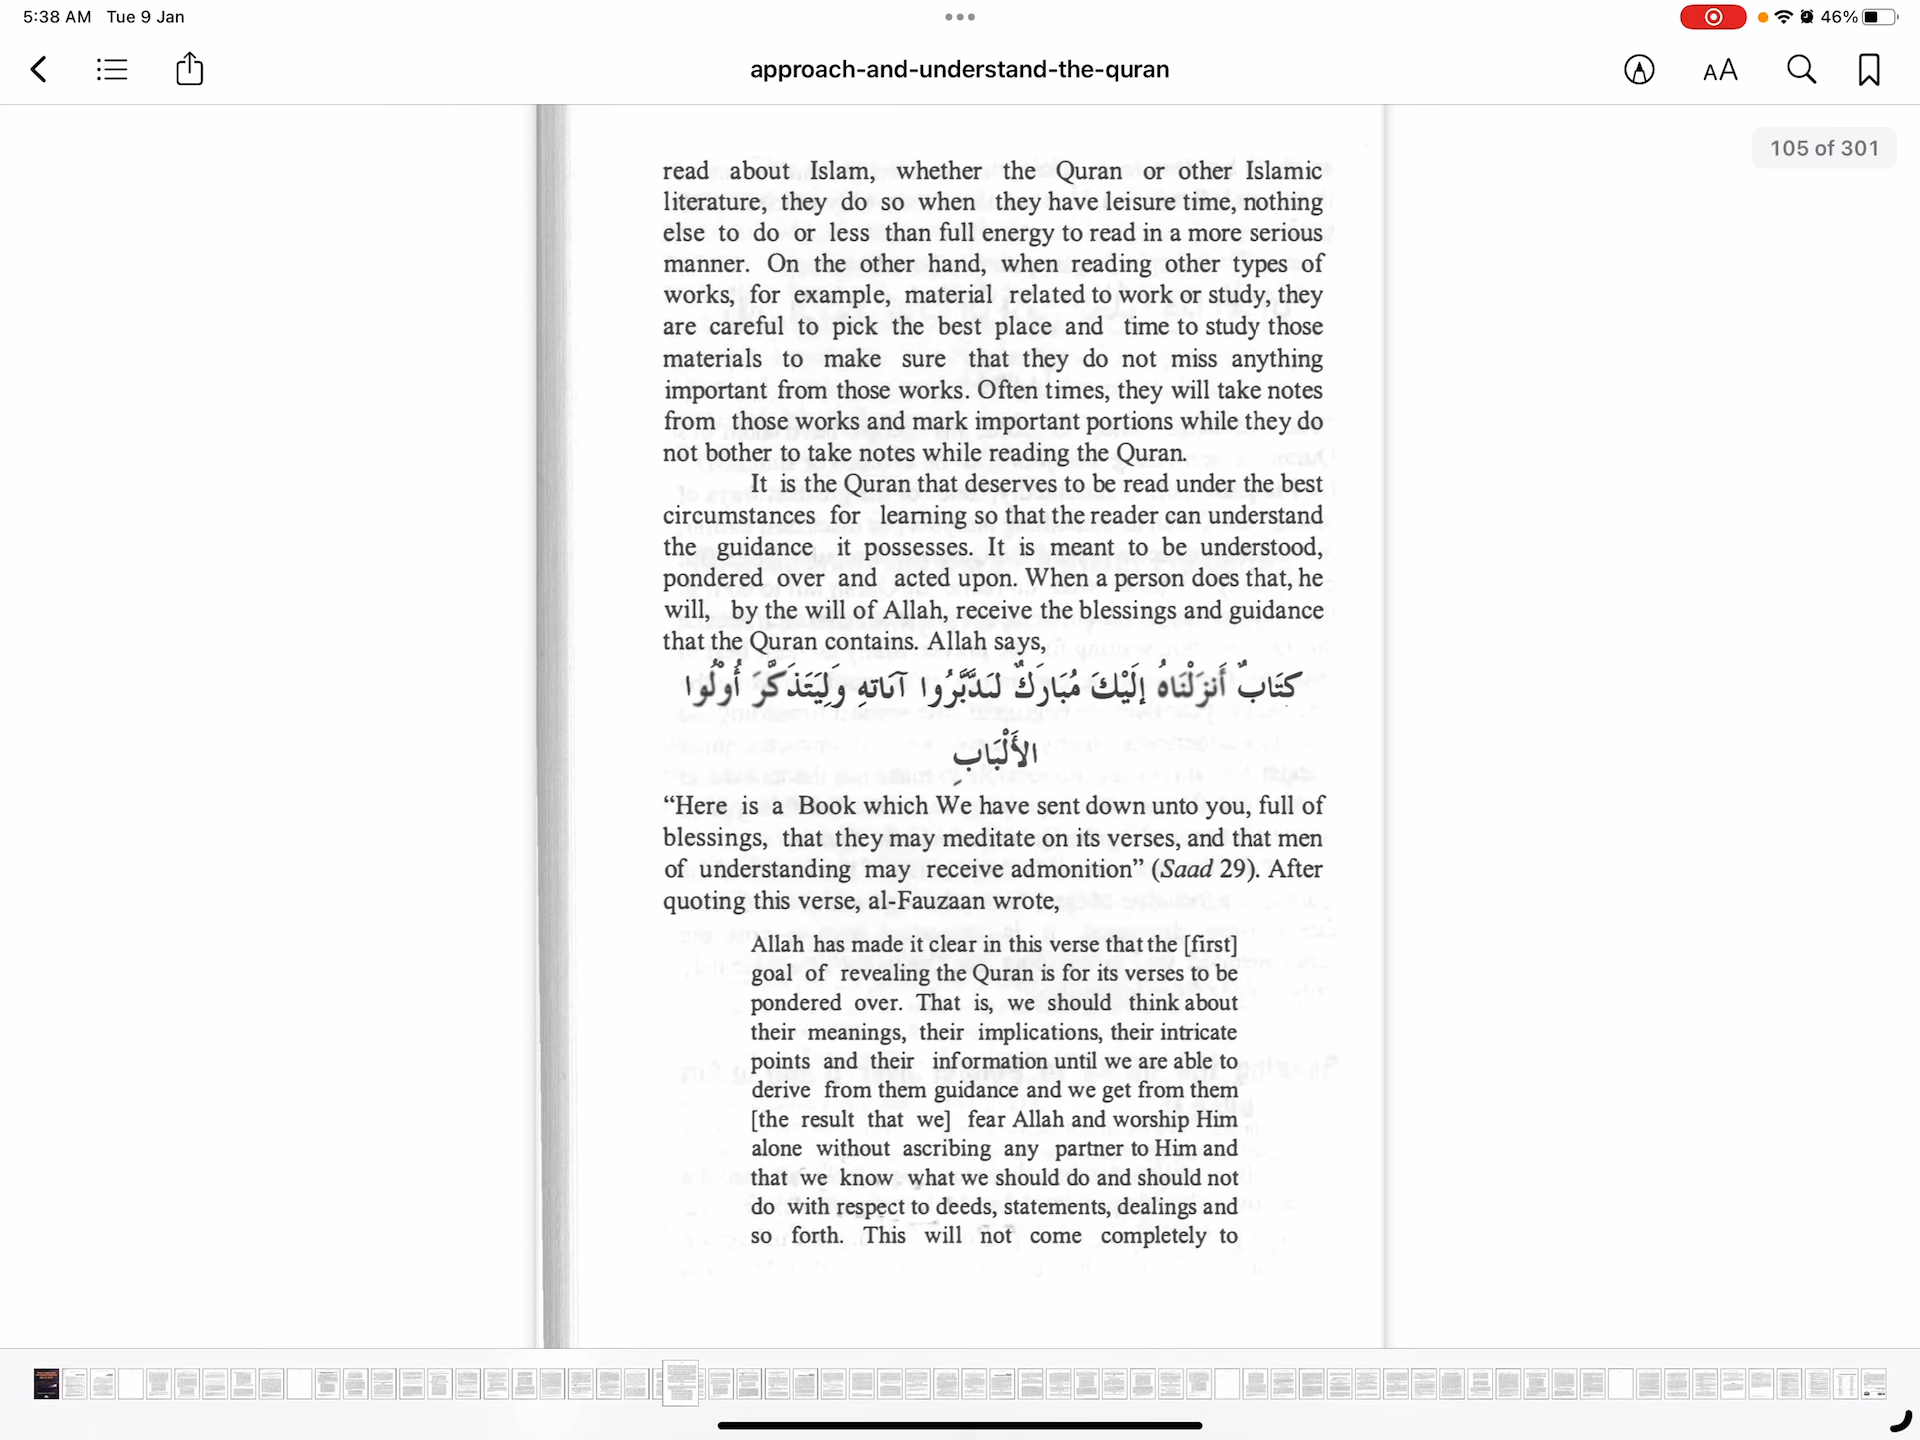 5:38 AM Tue 9 Jan
46%
approach-and-understand-the-quran
AA
105 of 301
read about Islam, whether the Quran or other Islamic
literature, they do so when they have leisure time, nothing
else to do or less than full energy to read in a more serious
manner. On the other hand, when reading other types of
works, for example, material related to work or study, they
are careful to pick the best place and time to study those
materials to make sure that they do not miss anything
important from those works. Often times, they will take notes
from those works and mark important portions while they do
not bother to take notes while reading the Quran.
It is the Quran that deserves to be read under the best
circumstances for learning so that the reader can understand
the guidance it possesses. It is meant to be understood,
pondered over and acted upon. When a person does that, he
will, by the will of Allah, receive the blessings and guidance
that the Quran contains. Allah says,
كِتَابٌ أَنزَلْنَاهُ إِلَيْكَ مُبَارَكٌ لِيَدَّبَّرُوا آيَاتِهِ وَلِيَتَذَكَّرَ أُوْلُوا
الأَلْبَابِ
“Here is a Book which We have sent down unto you, full of
blessings, that they may meditate on its verses, and that men
of understanding may receive admonition” (Saad 29). After
quoting this verse, al-Fauzaan wrote,
Allah has made it clear in this verse that the [first]
goal of revealing the Quran is for its verses to be
pondered over. That is, we should think about
their meanings, their implications, their intricate
points and their information until we are able to
derive from them guidance and we get from them
[the result that we] fear Allah and worship Him
alone without ascribing any partner to Him and
that we know what we should do and should not
do with respect to deeds, statements, dealings and
so forth. This will not come completely to